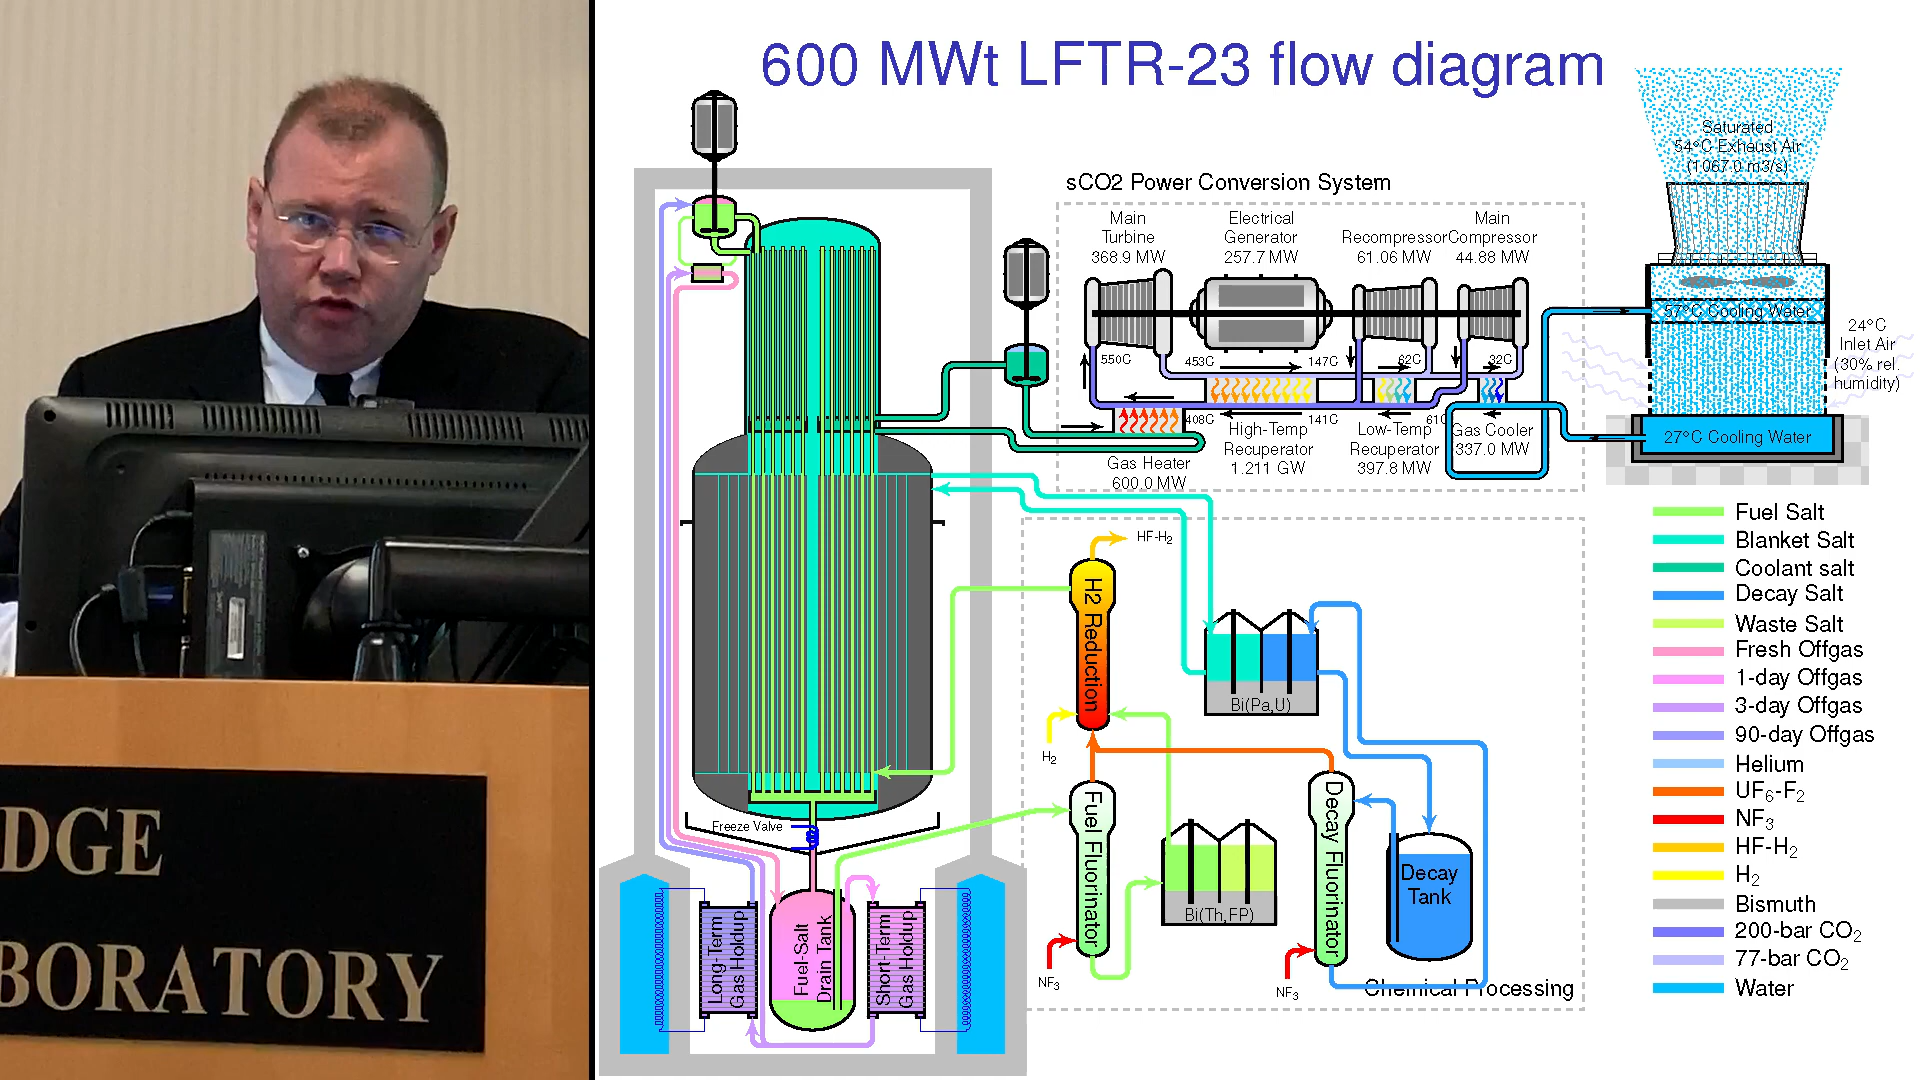 600 MWt LFTR-23 flow diagram
Saturated
54°C Exhaust Air
(1067.0 m3/s)
sCO2 Power Conversion System
Main
Turbine
368.9 MW
Electrical
Generator
257.7 MW
Recompressor
61.06 MW
Main
Compressor
44.88 MW
57°C Cooling Water
24°C
Inlet Air
(30% rel.
humidity)
550C
453C
147C
62C
32C
408C
141C
61C
Gas Heater
600.0 MW
High-Temp
Recuperator
1.211 GW
Low-Temp
Recuperator
397.8 MW
Gas Cooler
337.0 MW
27°C Cooling Water
HF-H₂
H2 Reduction
H₂
Bi(Pa,U)
Freeze Valve
Fuel Fluorinator
NF₃
Bi(Th,FP)
Decay Fluorinator
NF₃
Decay
Tank
Chemical Processing
Long-Term
Gas Holdup
Fuel-Salt
Drain Tank
Short-Term
Gas Holdup
Fuel Salt
Blanket Salt
Coolant salt
Decay Salt
Waste Salt
Fresh Offgas
1-day Offgas
3-day Offgas
90-day Offgas
Helium
UF₆-F₂
NF₃
HF-H₂
H₂
Bismuth
200-bar CO₂
77-bar CO₂
Water
DGE
BORATORY